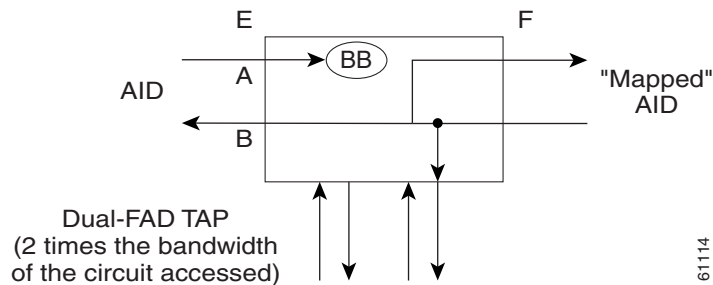 E
F
BB
A
AID
"Mapped"
AID
B
Dual-FAD TAP
(2 times the bandwidth
of the circuit accessed)
61114